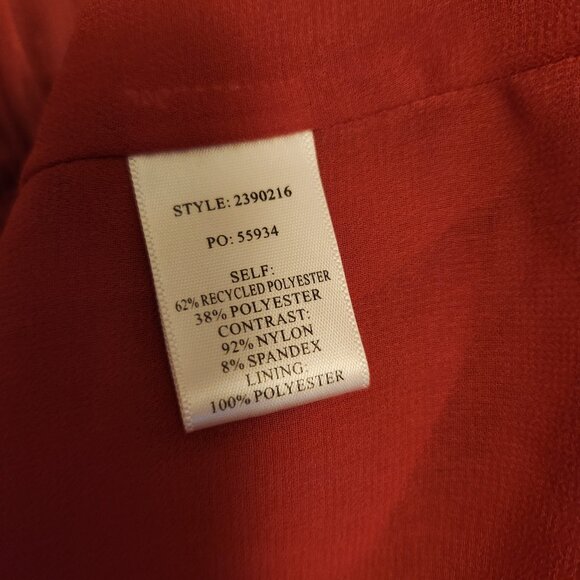 STYLE: 2390216
PO: 55934
SELF:
62% RECYCLED POLYESTER
38% POLYESTER
CONTRAST:
92% NYLON
8% SPANDEX
LINING:
100% POLYESTER